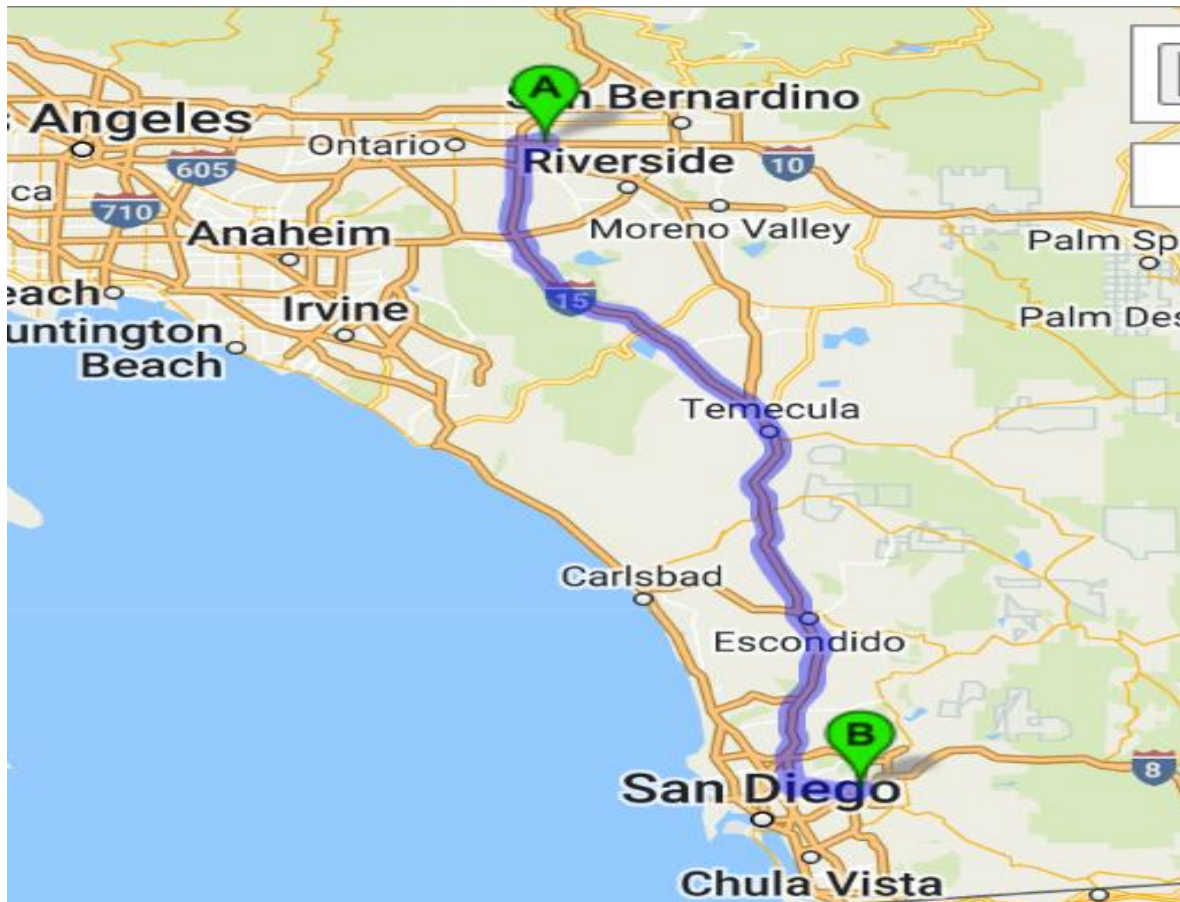 A
San Bernardino
s Angeles
Ontario
605
Riverside
10
ca
710
Anaheim
Moreno Valley
Palm Sp
each
15
Irvine
Palm Des
untington
Beach
Temecula
Carlsbad
Escondido
B
8
San Diego
Chula Vista